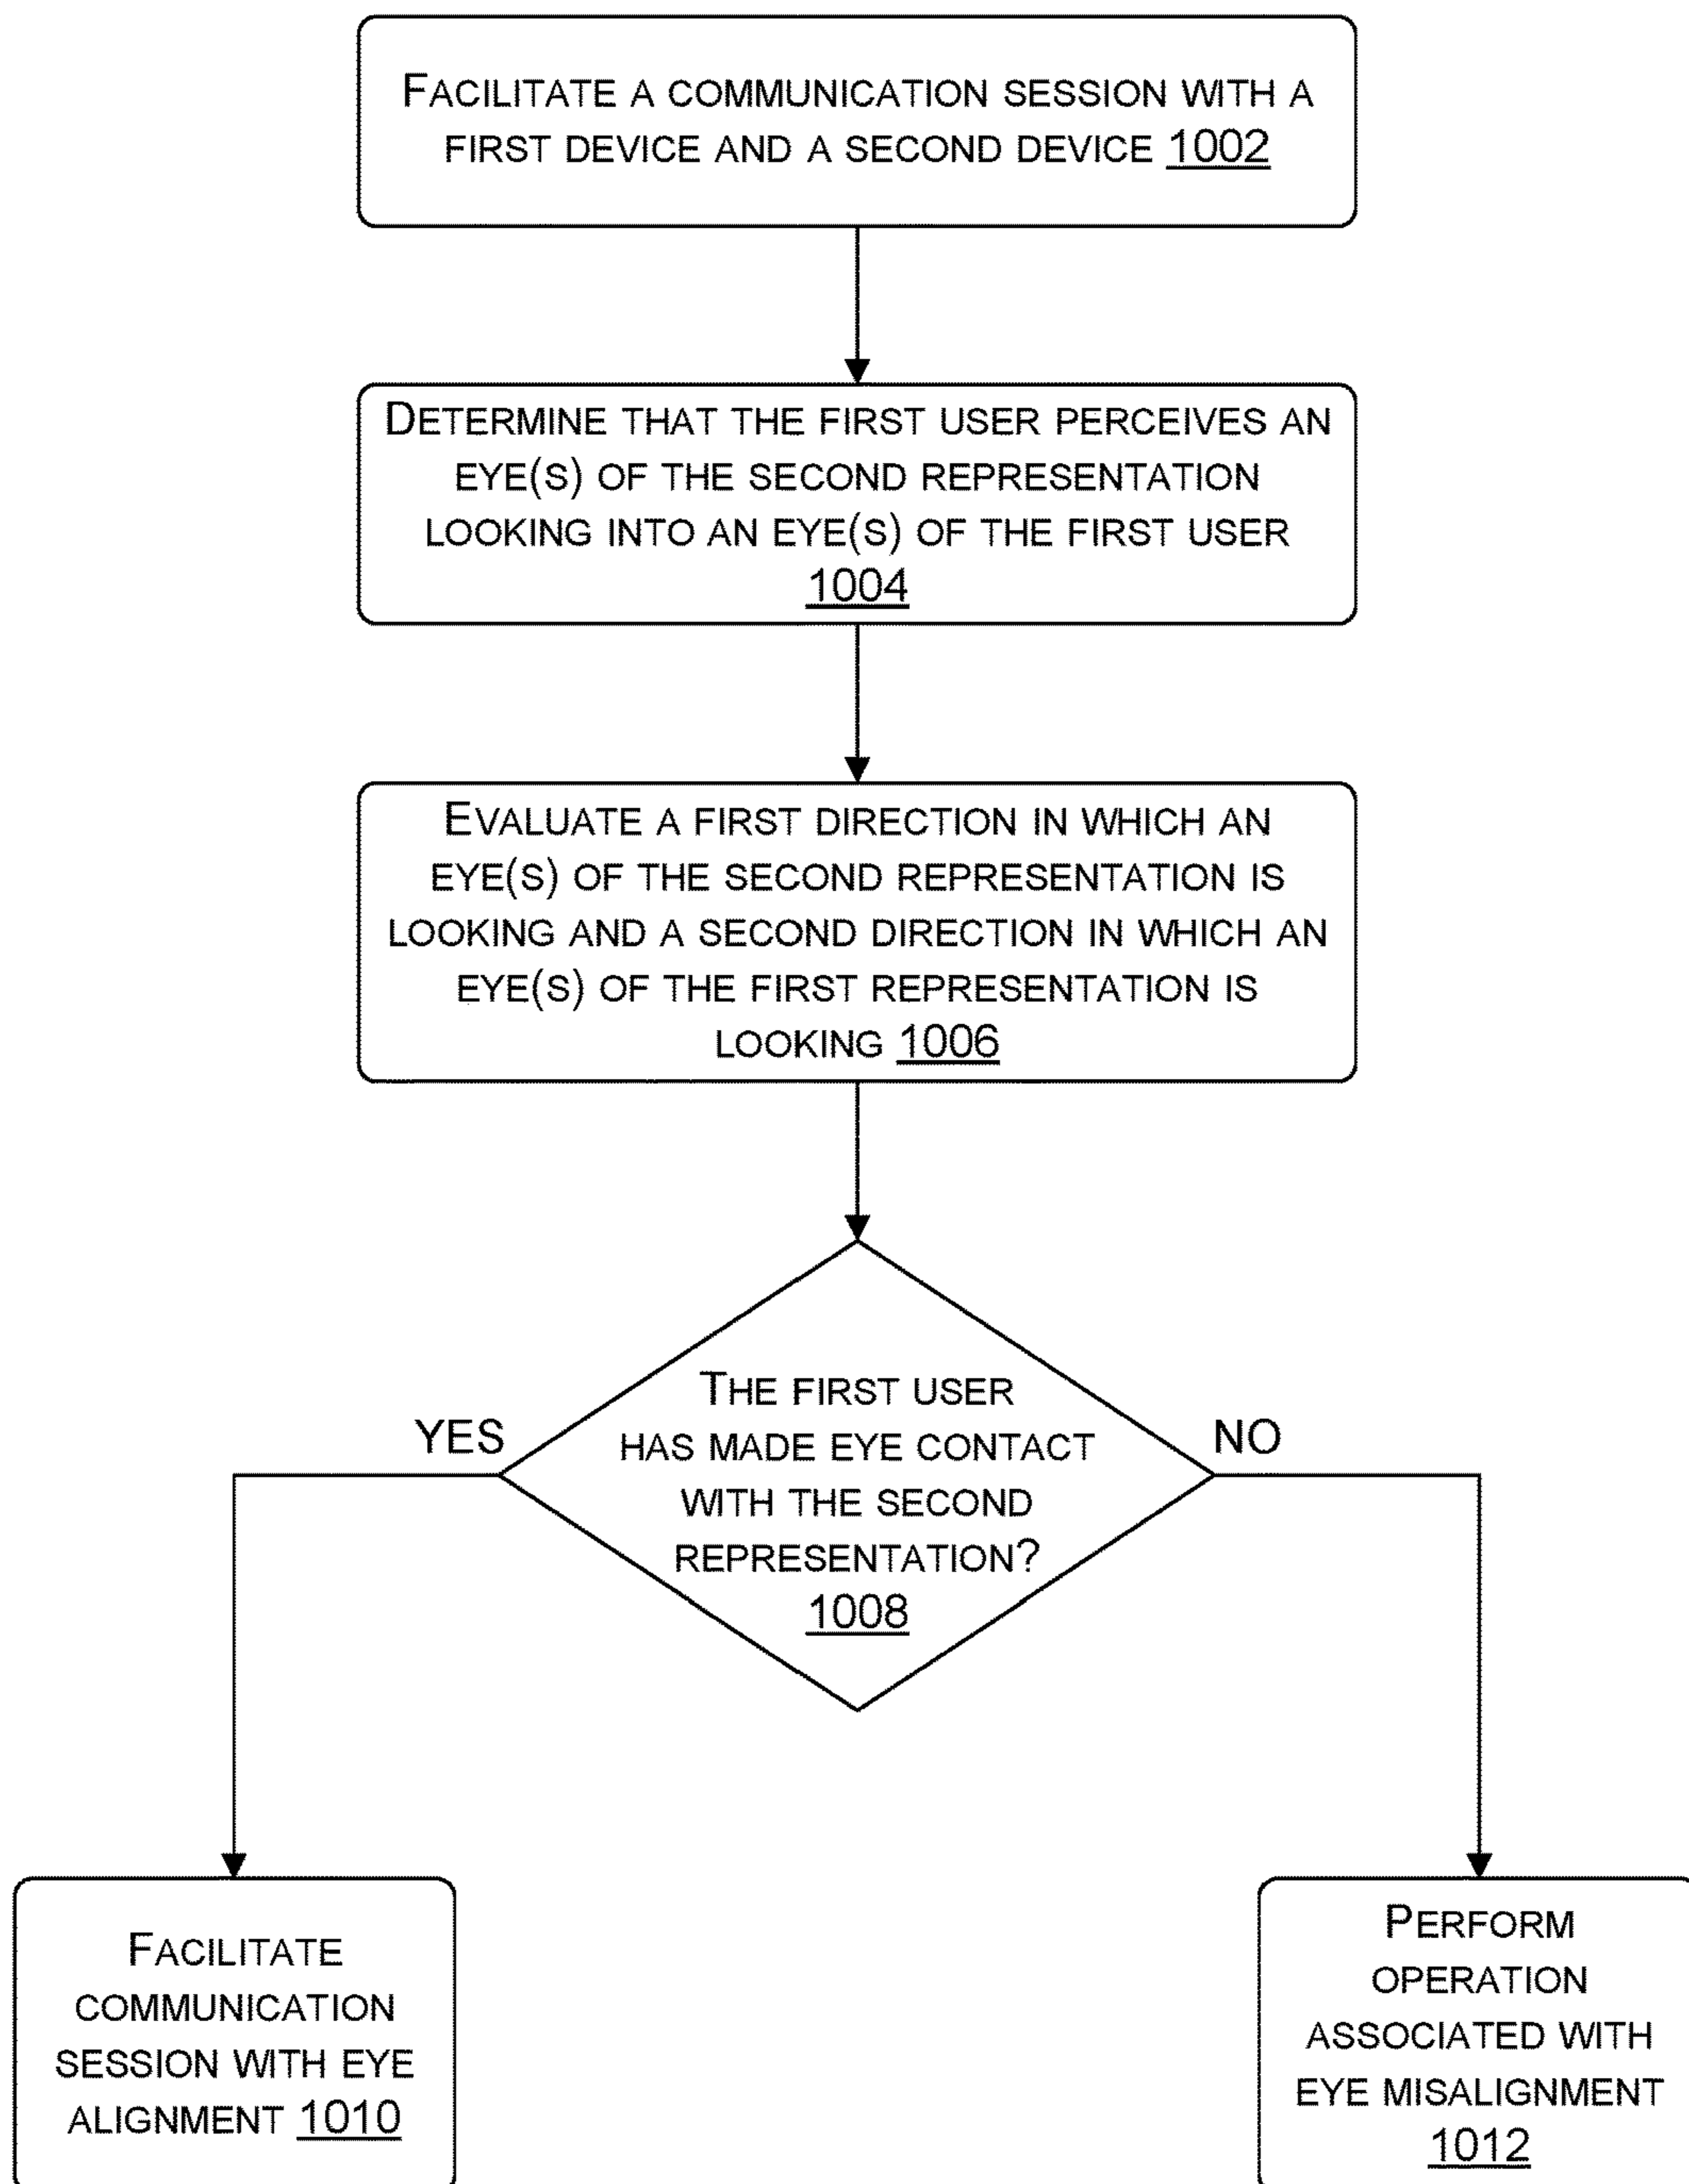 FACILITATE A COMMUNICATION SESSION WITH A
FIRST DEVICE AND A SECOND DEVICE 1002
DETERMINE THAT THE FIRST USER PERCEIVES AN
EYE(S) OF THE SECOND REPRESENTATION
LOOKING INTO AN EYE(S) OF THE FIRST USER
1004
EVALUATE A FIRST DIRECTION IN WHICH AN
EYE(S) OF THE SECOND REPRESENTATION IS
LOOKING AND A SECOND DIRECTION IN WHICH AN
EYE(S) OF THE FIRST REPRESENTATION IS
LOOKING 1006
THE FIRST USER
HAS MADE EYE CONTACT
WITH THE SECOND
REPRESENTATION?
1008
YES
NO
FACILITATE
COMMUNICATION
SESSION WITH EYE
ALIGNMENT 1010
PERFORM
OPERATION
ASSOCIATED WITH
EYE MISALIGNMENT
1012